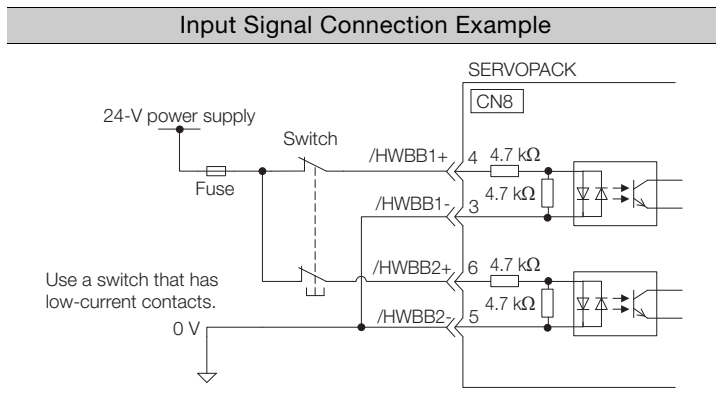 Input Signal Connection Example
SERVOPACK
CN8
24-V power supply
Switch
Fuse
/HWBB1+ 4 4.7 kΩ
4.7 kΩ
/HWBB1- 3
/HWBB2+ 6 4.7 kΩ
4.7 kΩ
/HWBB2- 5
Use a switch that has
low-current contacts.
0 V